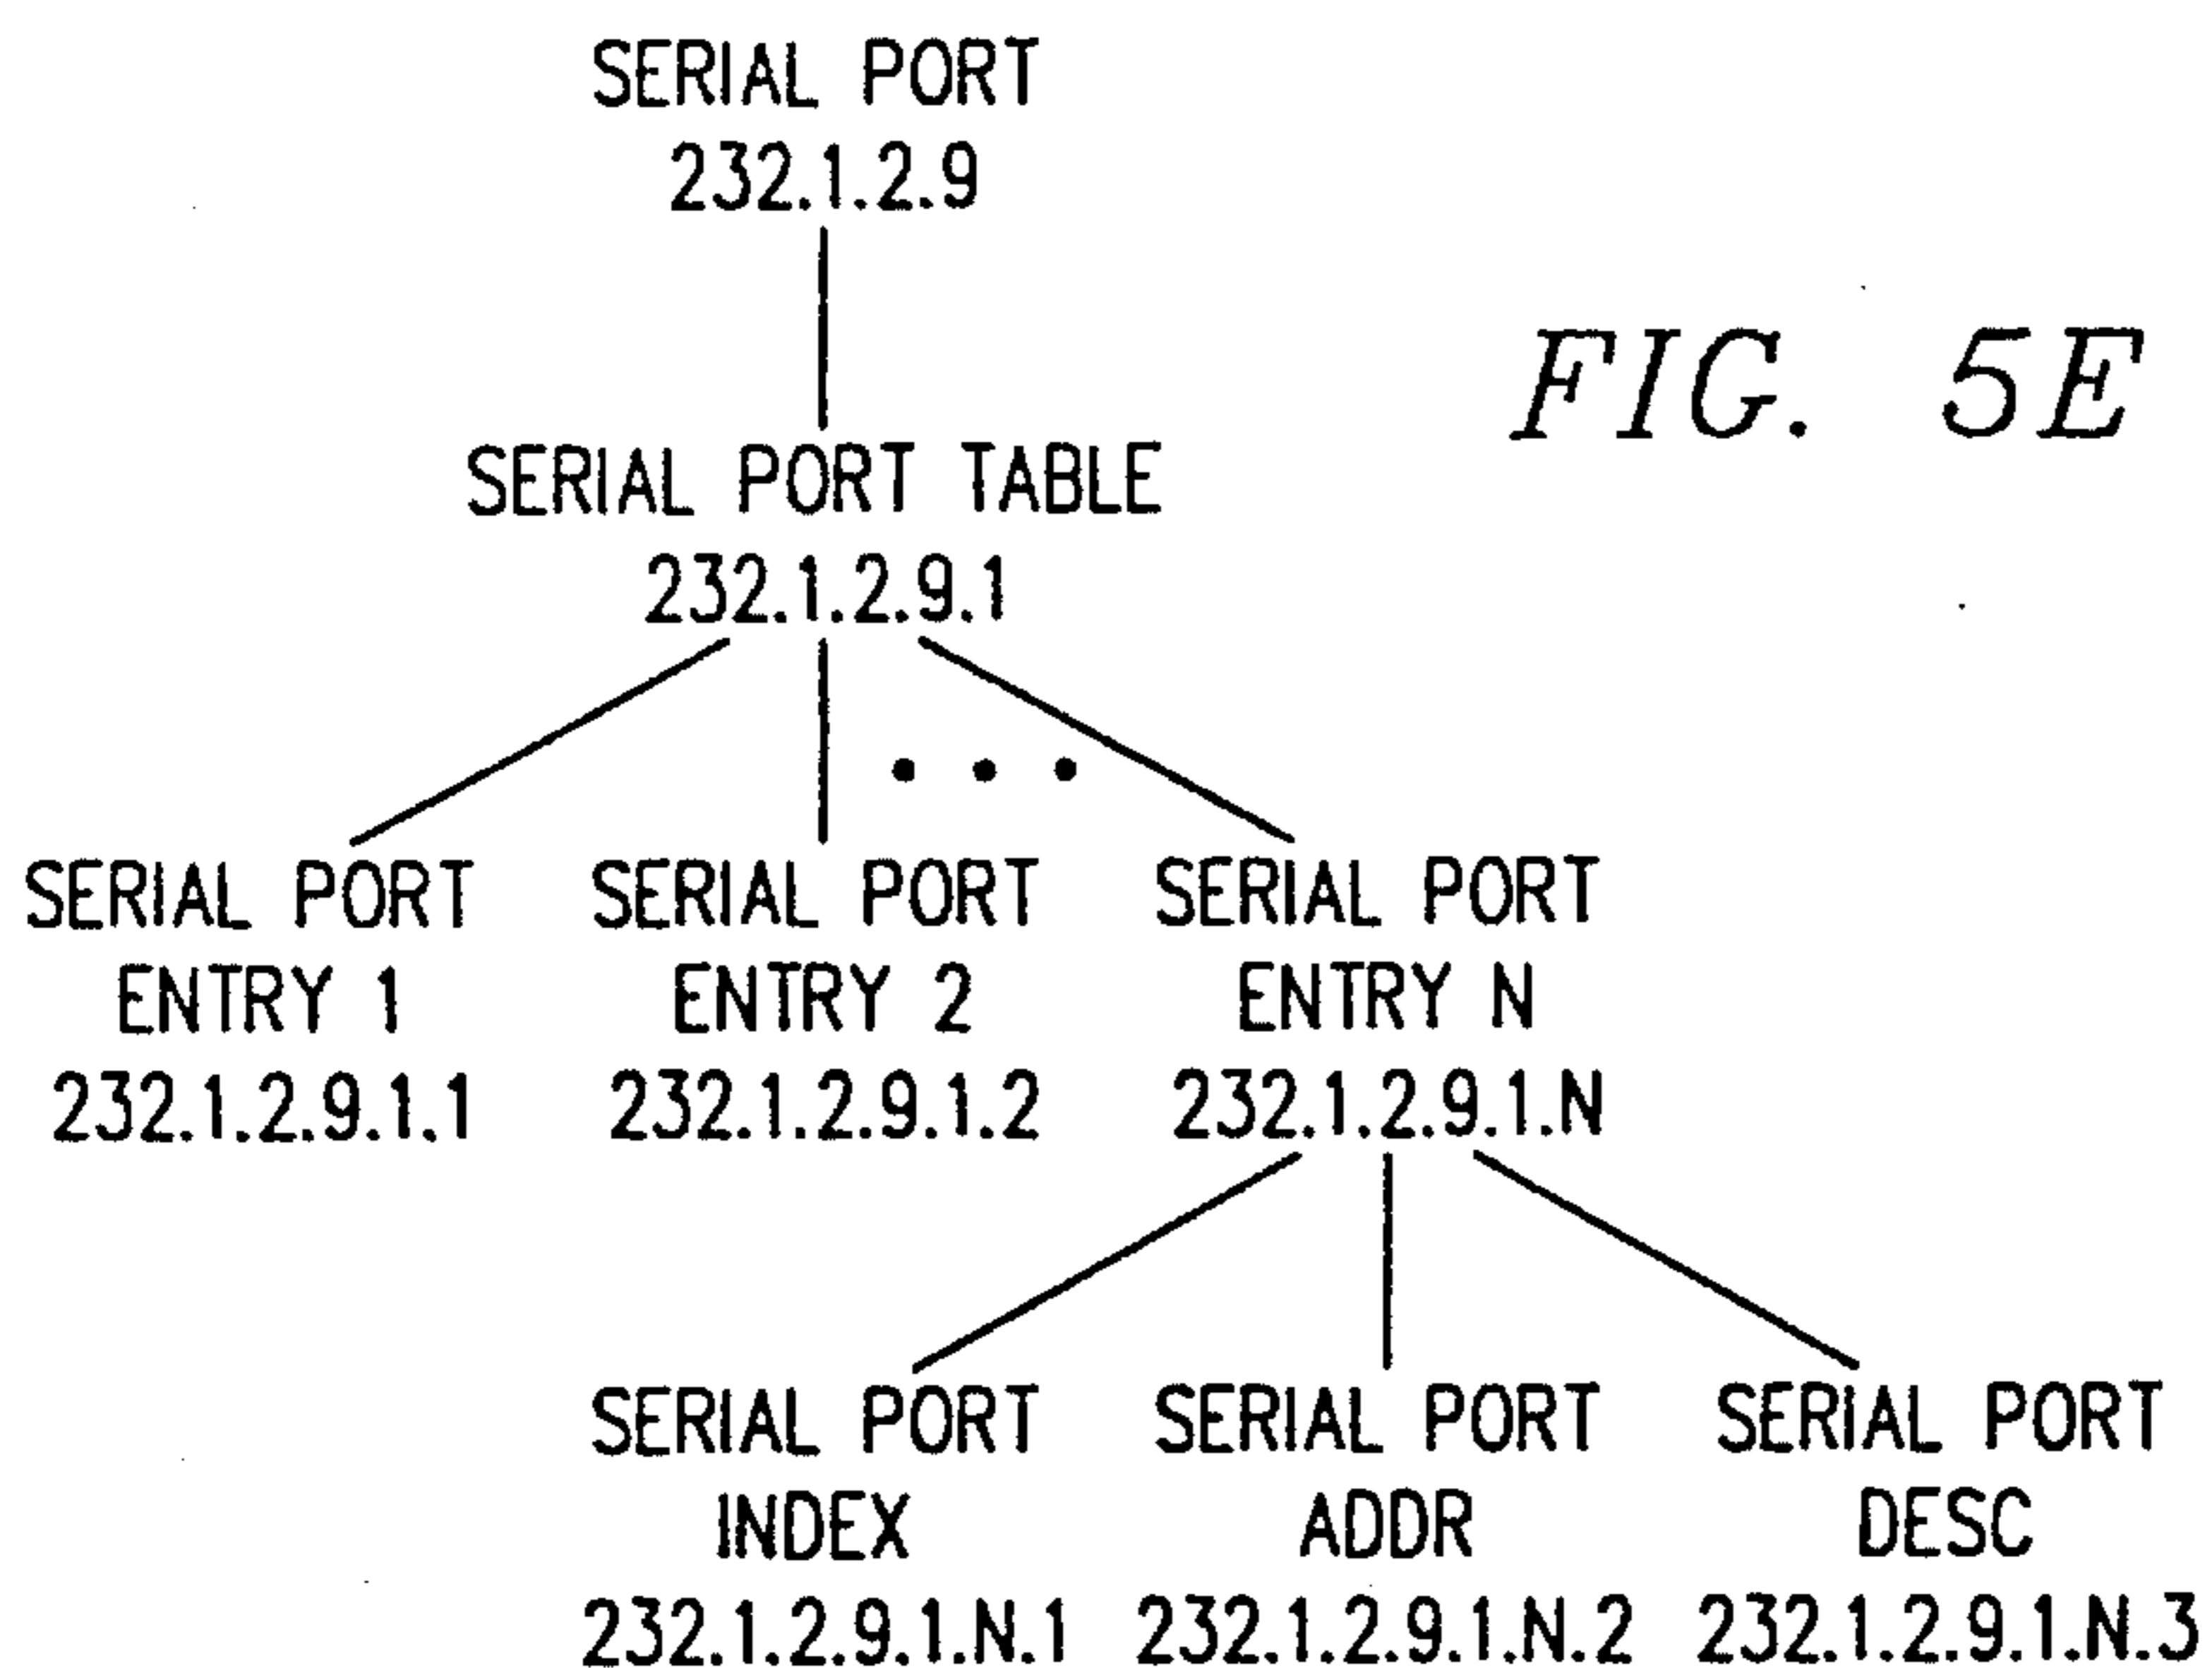 SERIAL PORT
232.1.2.9
FIG. 5E
SERIAL PORT TABLE
232.1.2.9.1
SERIAL PORT
ENTRY 1
232.1.2.9.1.1
SERIAL PORT
ENTRY 2
232.1.2.9.1.2
SERIAL PORT
ENTRY N
232.1.2.9.1.N
SERIAL PORT
INDEX
232.1.2.9.1.N.1
SERIAL PORT
ADDR
232.1.2.9.1.N.2
SERIAL PORT
DESC
232.1.2.9.1.N.3